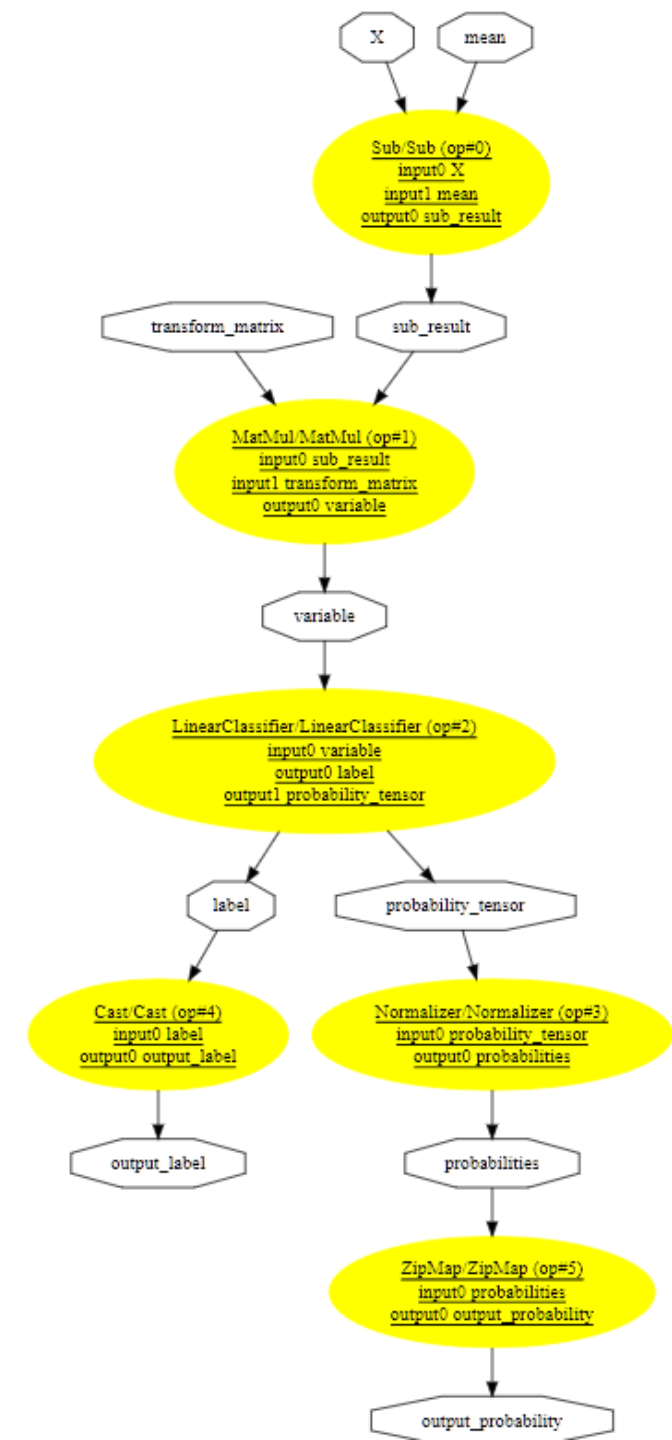 X
mean
Sub/Sub (op#0)
input0 X
input1 mean
output0 sub_result
transform_matrix
sub_result
MatMul/MatMul (op#1)
input0 sub_result
input1 transform_matrix
output0 variable
variable
LinearClassifier/LinearClassifier (op#2)
input0 variable
output0 label
output1 probability_tensor
label
probability_tensor
Cast/Cast (op#4)
input0 label
output0 output_label
Normalizer/Normalizer (op#3)
input0 probability_tensor
output0 probabilities
output_label
probabilities
ZipMap/ZipMap (op#5)
input0 probabilities
output0 output_probability
output_probability